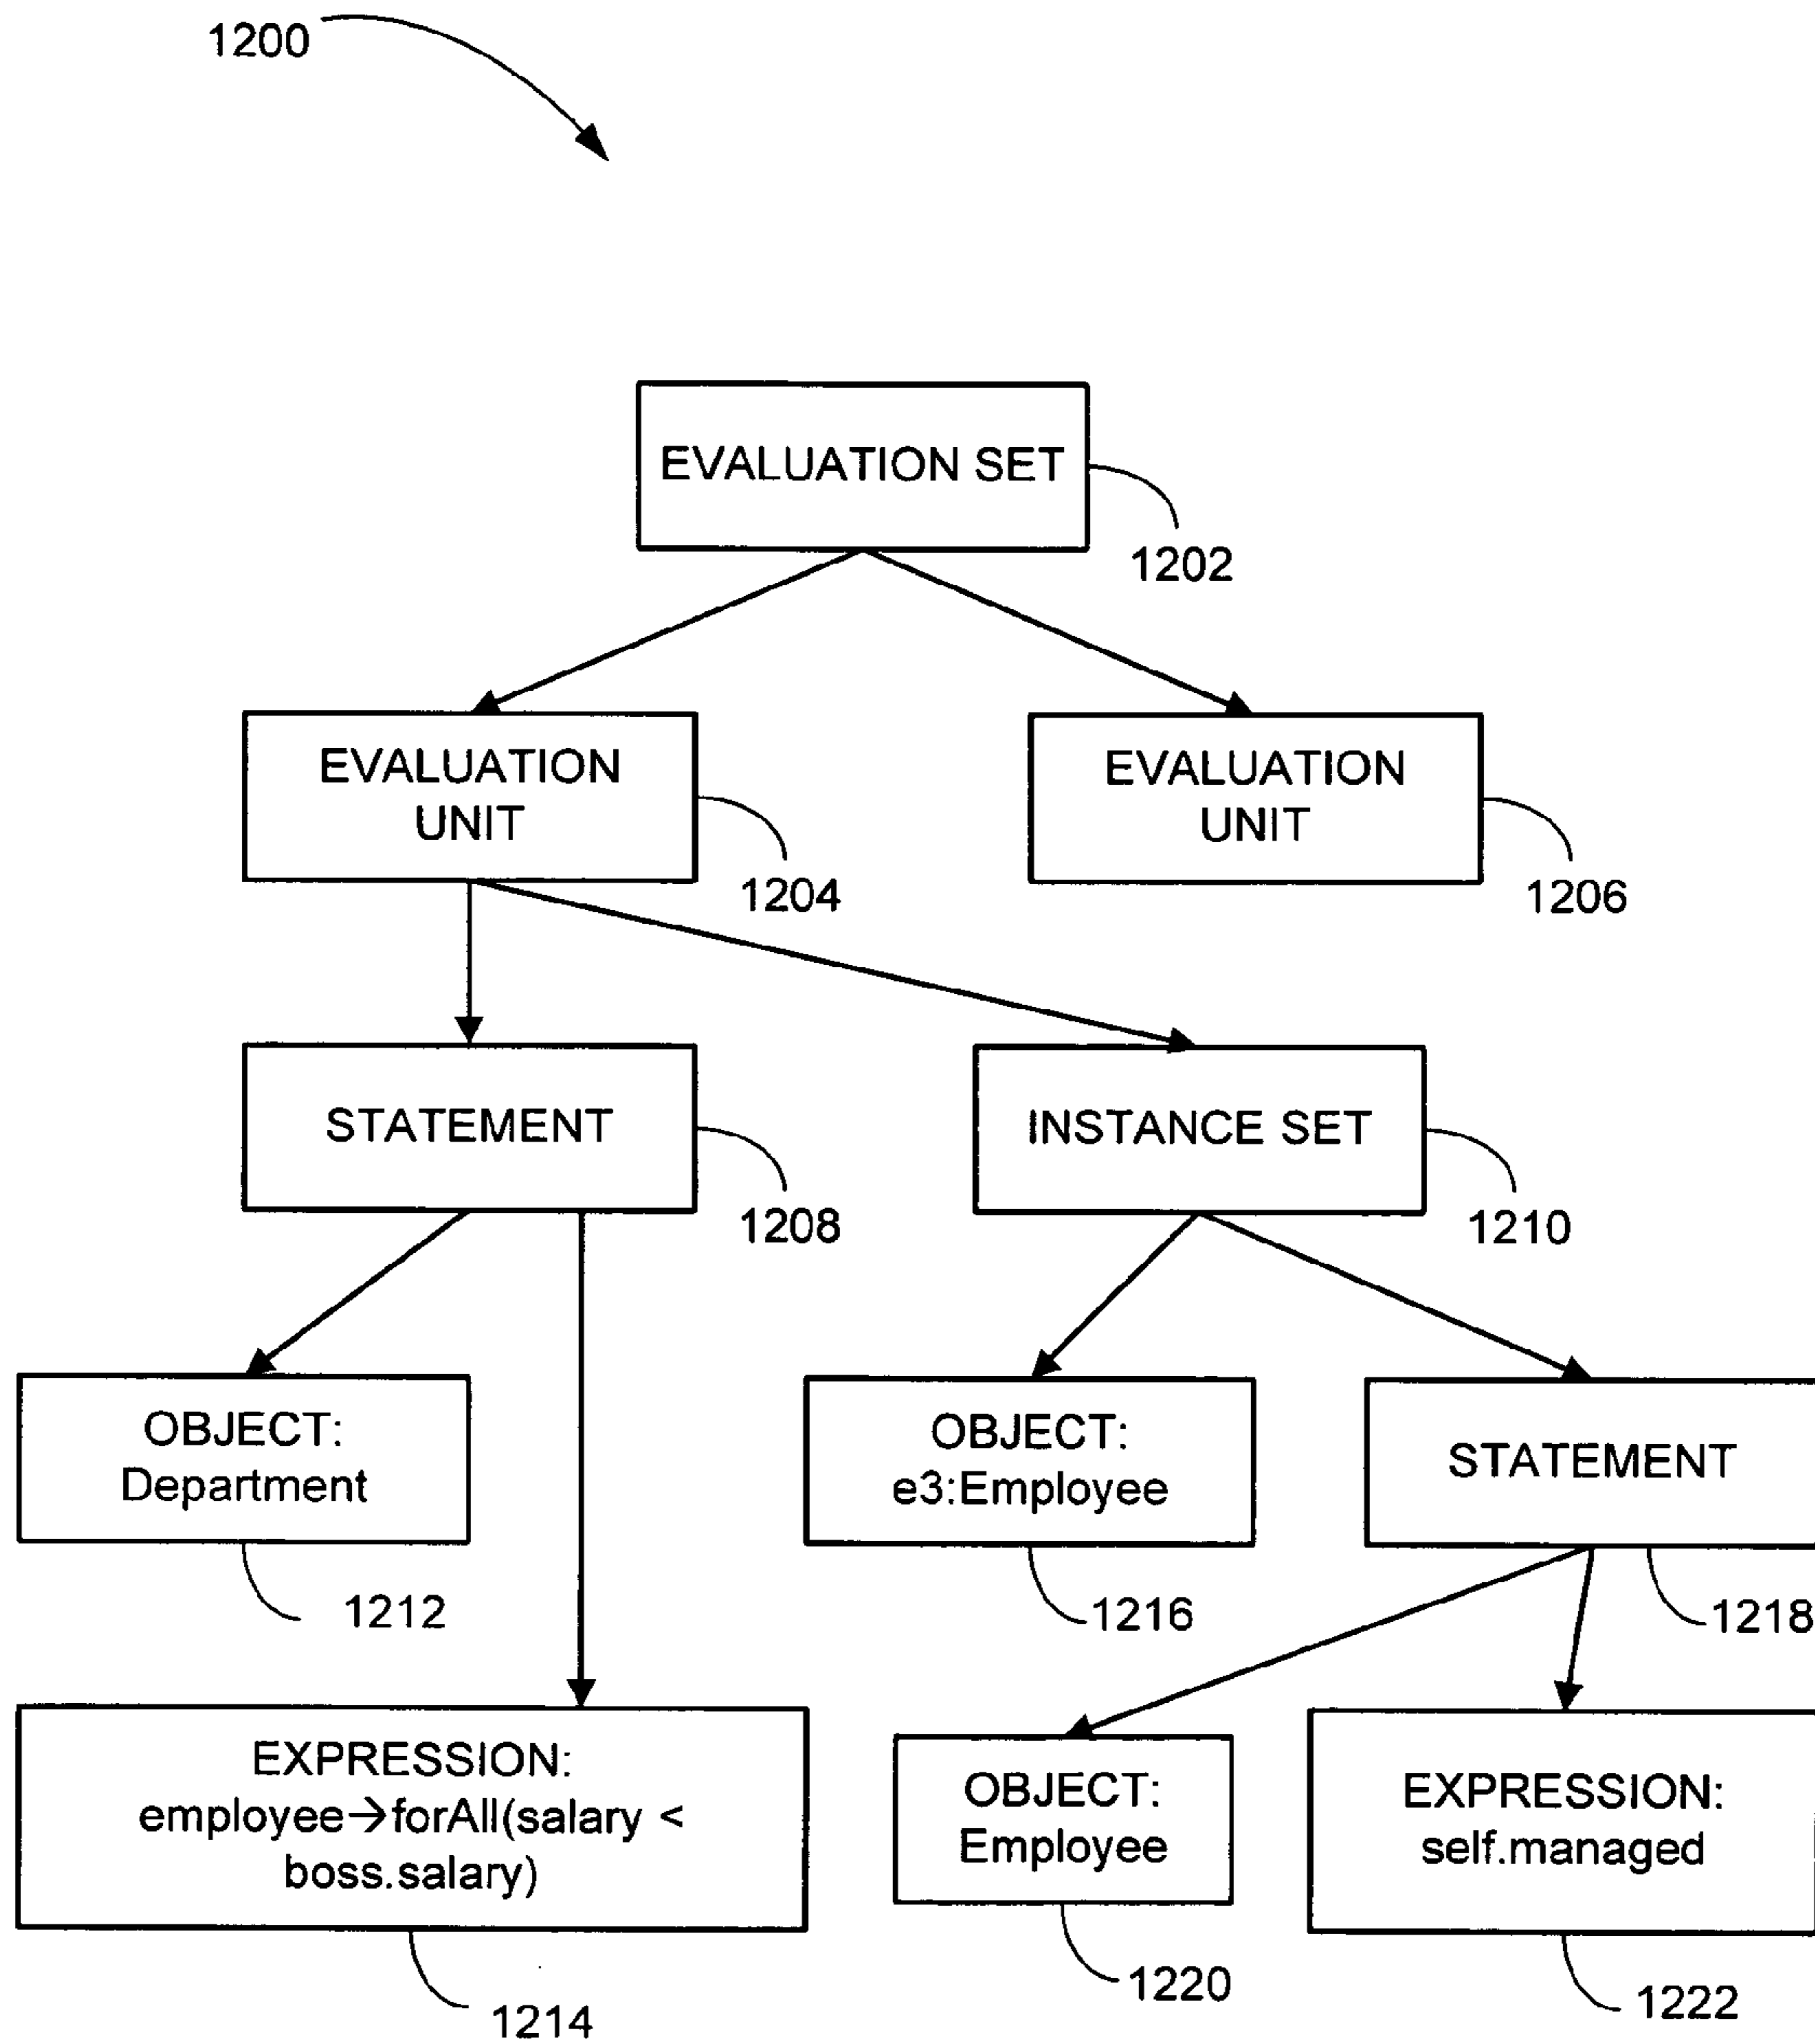 1200
EVALUATION SET
1202
EVALUATION
UNIT
1204
EVALUATION
UNIT
1206
STATEMENT
1208
INSTANCE SET
1210
OBJECT:
Department
1212
OBJECT:
e3:Employee
1216
STATEMENT
1218
EXPRESSION:
employee→forAll(salary <
boss.salary)
1214
OBJECT:
Employee
1220
EXPRESSION:
self.managed
1222